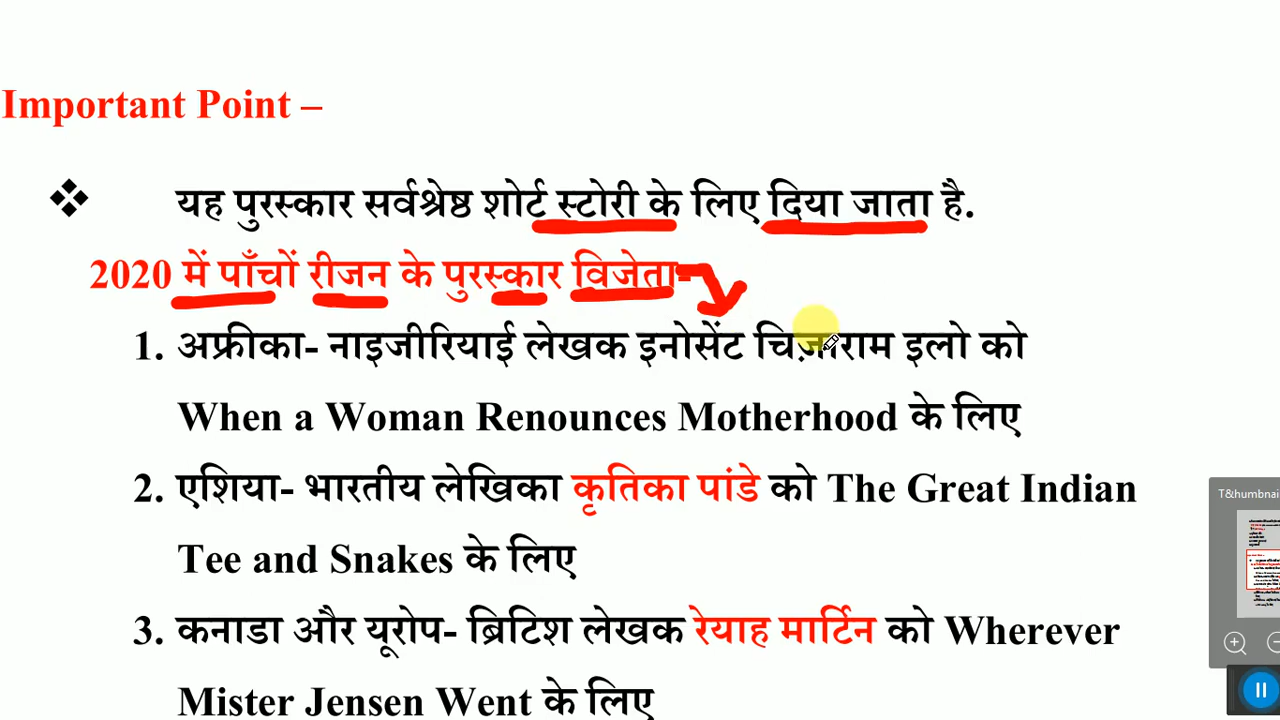 Important Point –
❖ यह पुरस्कार सर्वश्रेष्ठ शोर्ट स्टोरी के लिए दिया जाता है.
2020 में पाँचों रीजन के पुरस्कार विजेता-
1. अफ्रीका- नाइजीरियाई लेखक इनोसेंट चिज़ाराम इलो को
When a Woman Renounces Motherhood के लिए
2. एशिया- भारतीय लेखिका कृतिका पांडे को The Great Indian
Tee and Snakes के लिए
3. कनाडा और यूरोप- ब्रिटिश लेखक रेयाह मार्टिन को Wherever
Mister Jensen Went के लिए
T&humbnai